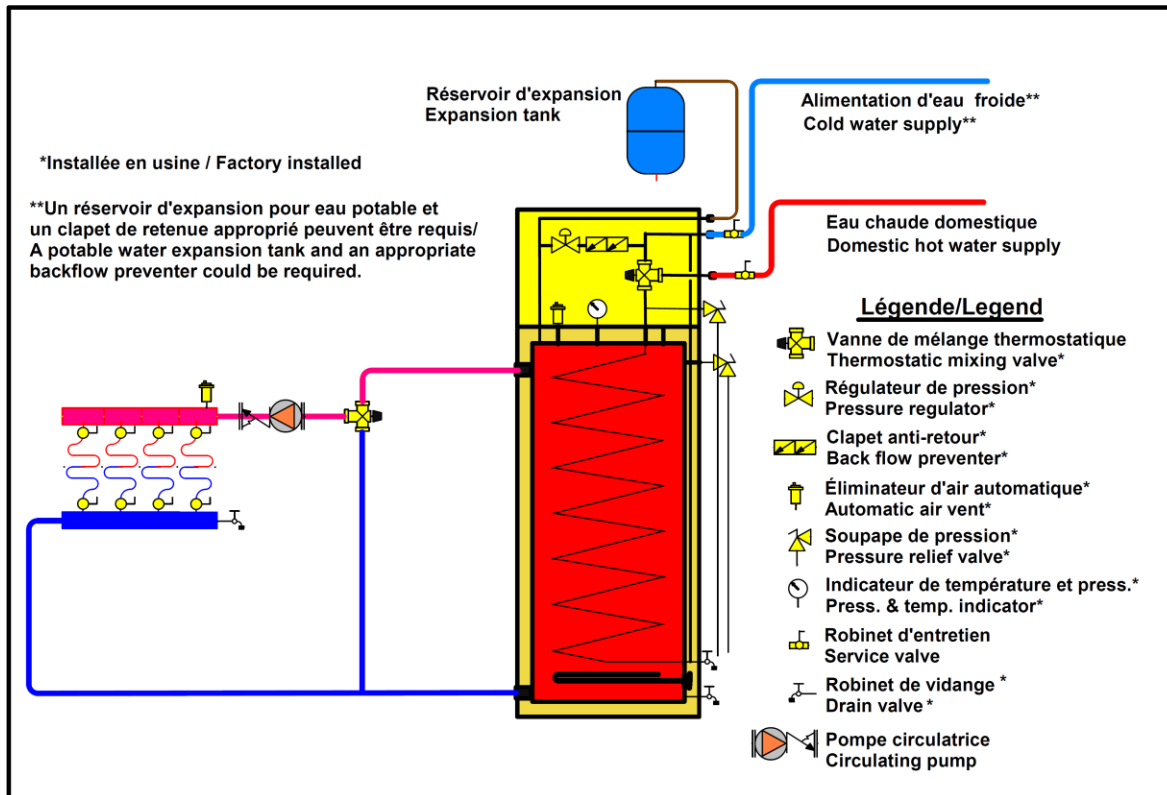 Réservoir d'expansion
Expansion tank
Alimentation d'eau froide**
Cold water supply**
*Installée en usine / Factory installed
**Un réservoir d'expansion pour eau potable et
un clapet de retenue approprié peuvent être requis/
A potable water expansion tank and an appropriate
backflow preventer could be required.
Eau chaude domestique
Domestic hot water supply
Légende/Legend
Vanne de mélange thermostatique
Thermostatic mixing valve*
Régulateur de pression*
Pressure regulator*
Clapet anti-retour*
Back flow preventer*
Éliminateur d'air automatique*
Automatic air vent*
Soupape de pression*
Pressure relief valve*
Indicateur de température et press.*
Press. & temp. indicator*
Robinet d'entretien
Service valve
Robinet de vidange *
Drain valve*
Pompe circulatrice
Circulating pump